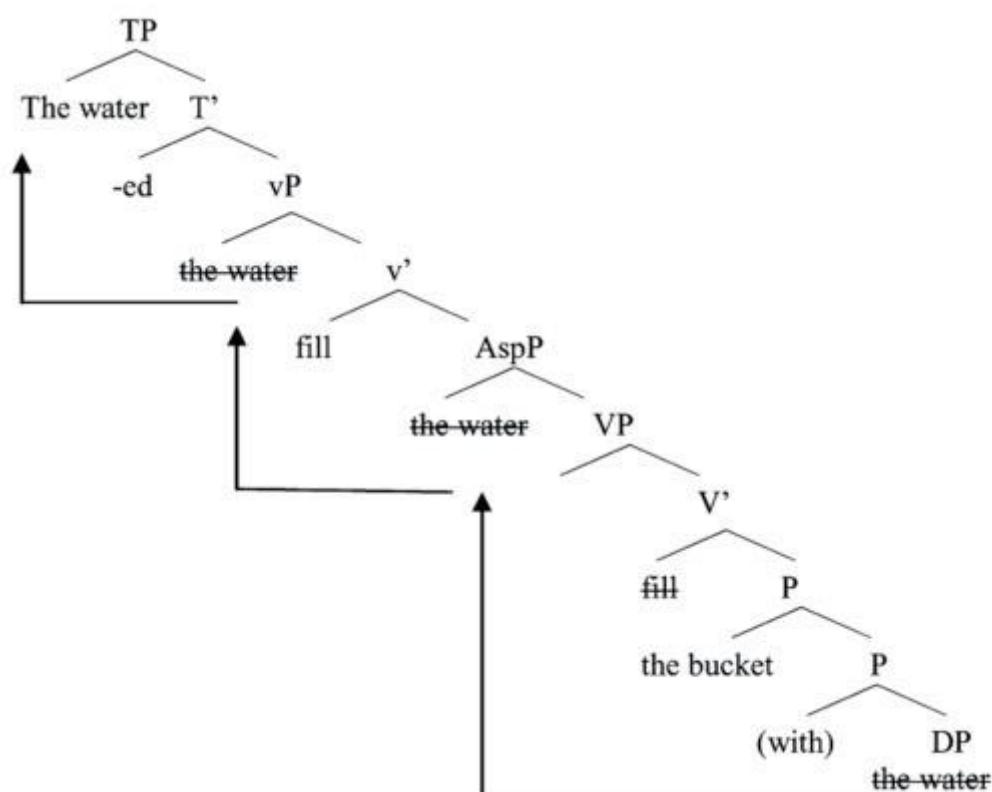 TP
The water T’
-ed vP
the water v’
fill AspP
the water VP
V’
fill P
the bucket P
(with) DP
the water